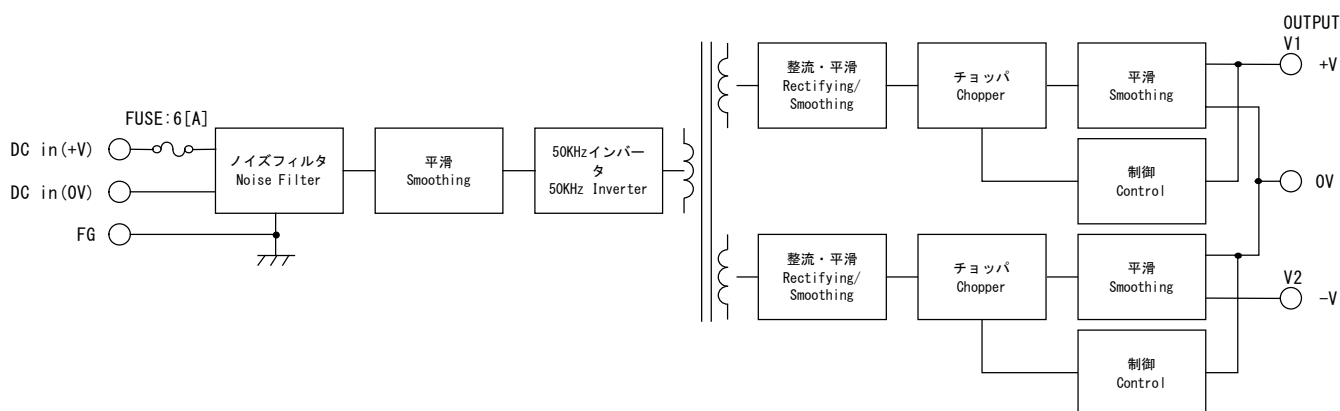 OUTPUT
V1
+V
整流・平滑
Rectifying/
Smoothing
チョッパ
Chopper
平滑
Smoothing
FUSE:6[A]
DC in(+V)
DC in(0V)
FG
ノイズフィルタ
Noise Filter
平滑
Smoothing
50KHzインバー
タ
50KHz Inverter
制御
Control
0V
整流・平滑
Rectifying/
Smoothing
チョッパ
Chopper
平滑
Smoothing
V2
-V
制御
Control